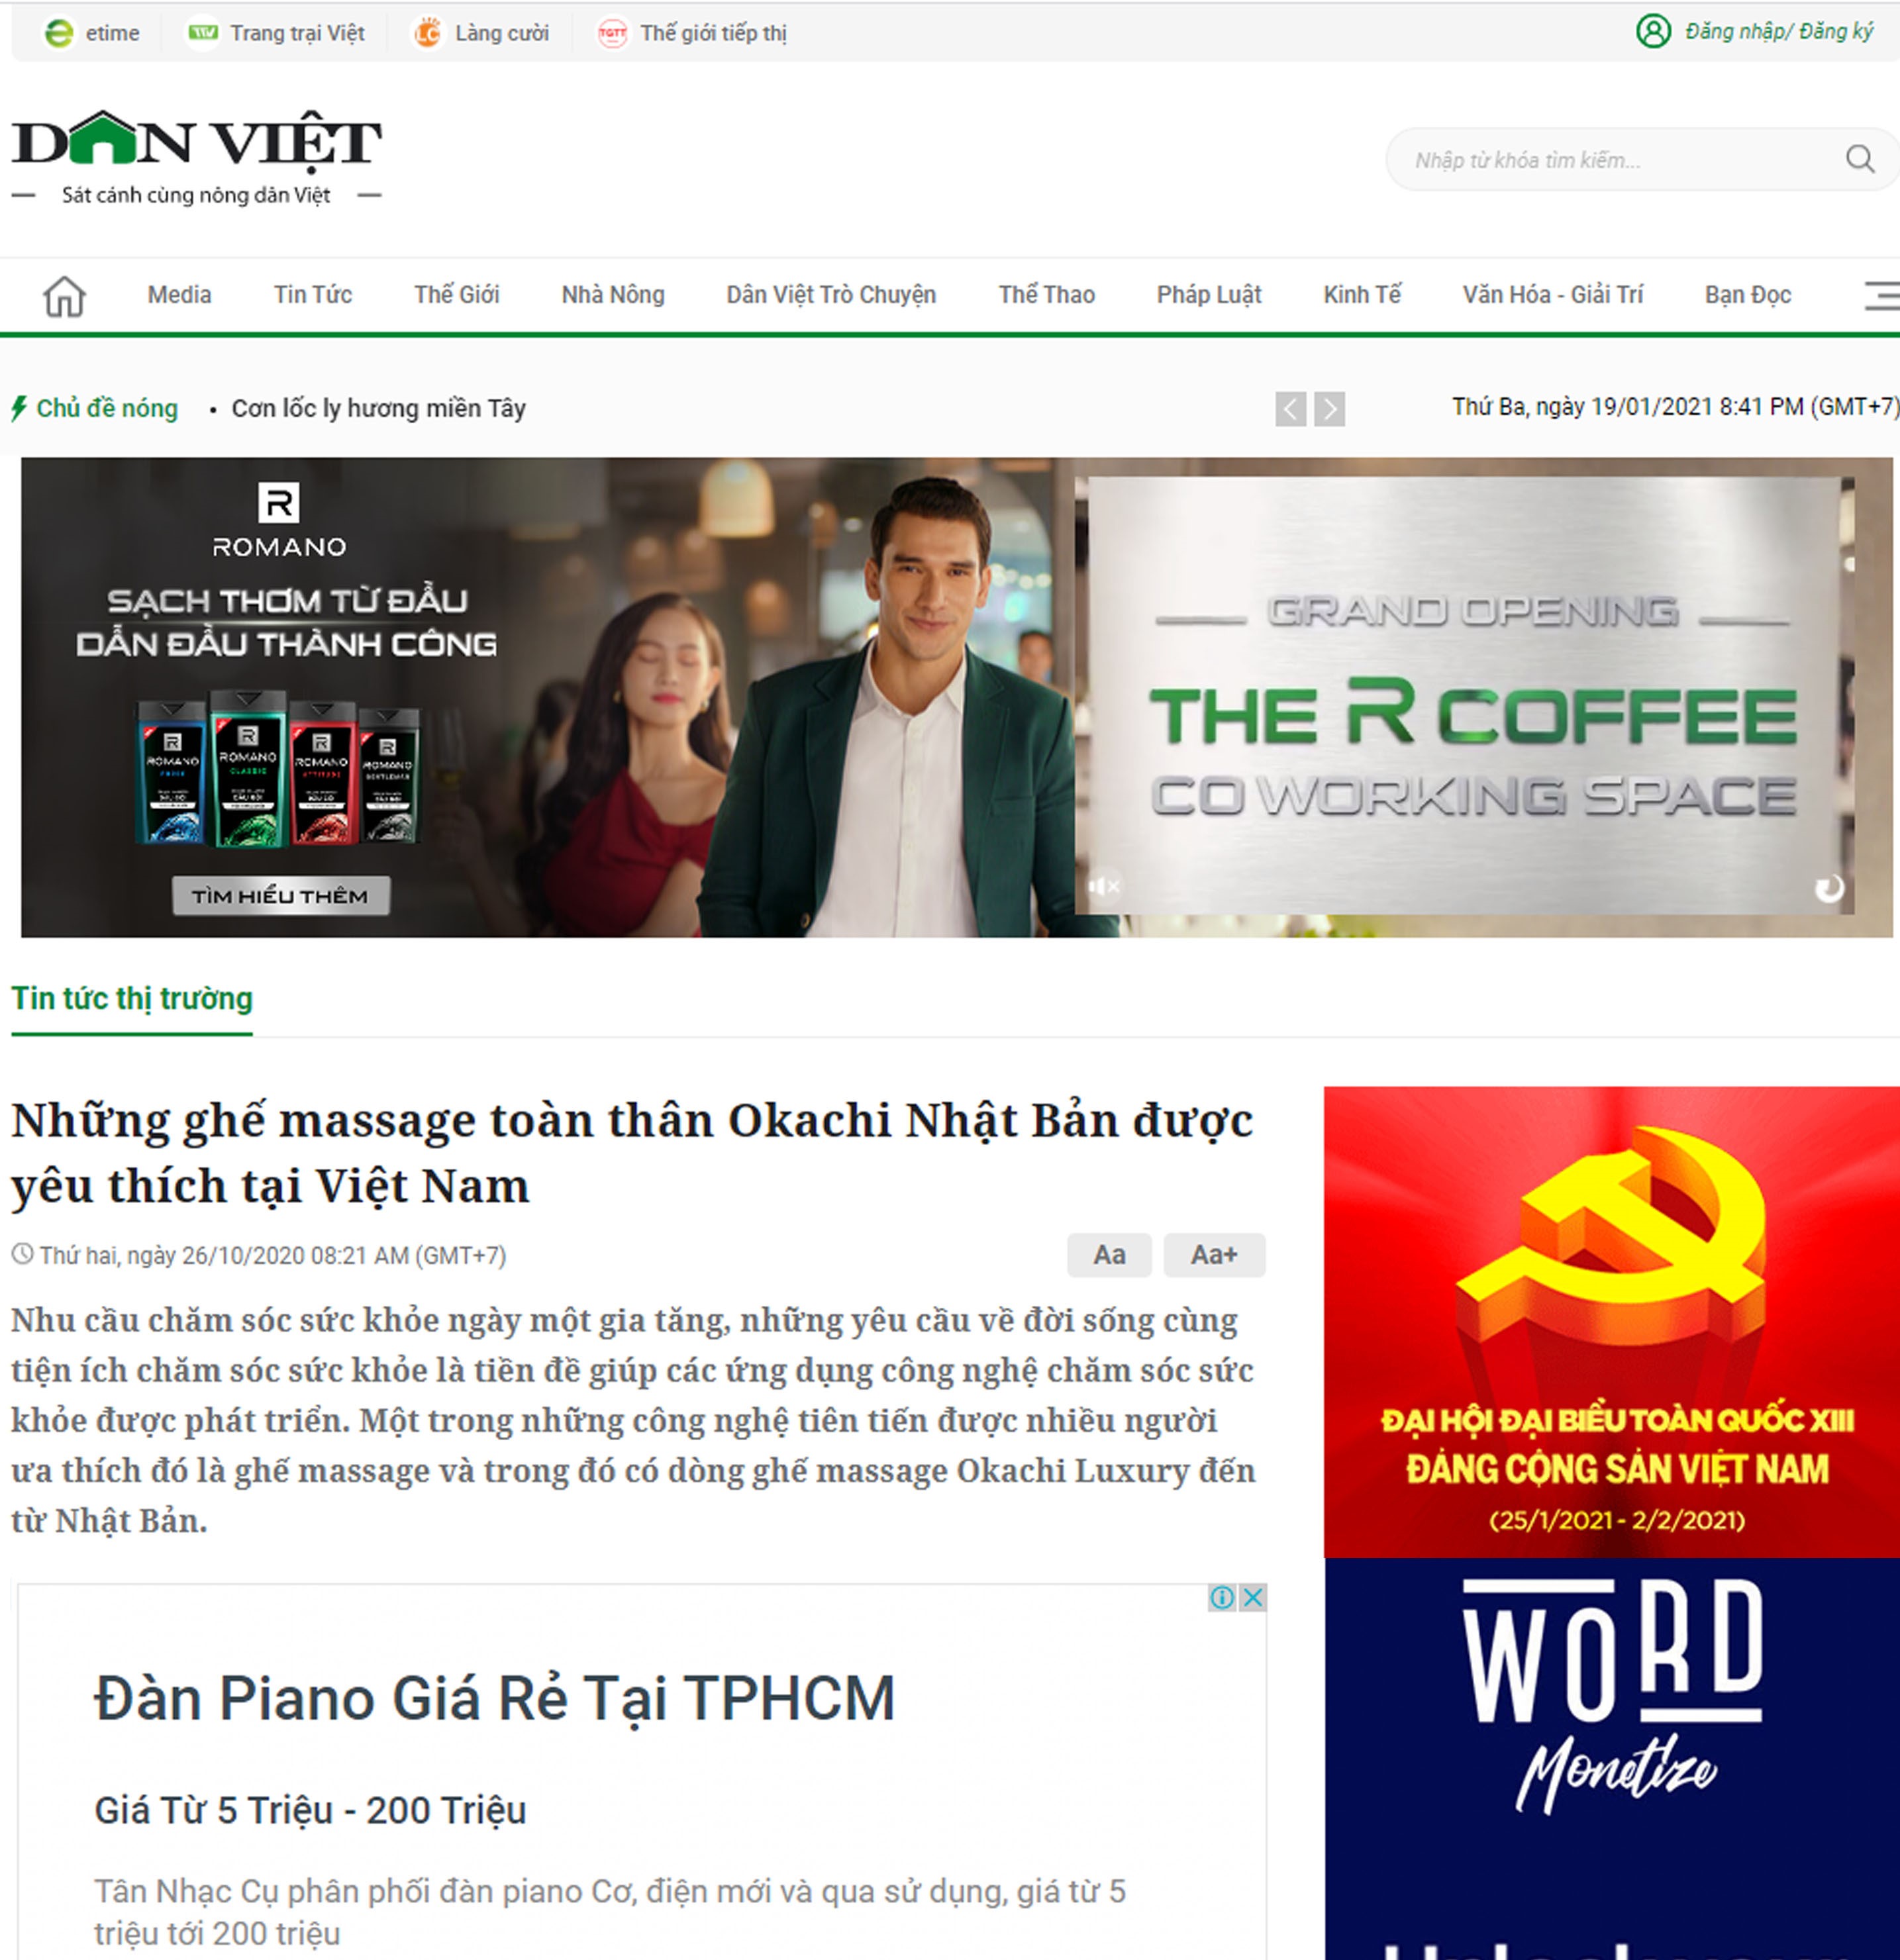 etime
Trang trại Việt
Làng cười
Thế giới tiếp thị
Đăng nhập/ Đăng ký
DÂN VIỆT
Sát cánh cùng nông dân Việt
Nhập từ khóa tìm kiếm...
Media
Tin Tức
Thế Giới
Nhà Nông
Dân Việt Trò Chuyện
Thể Thao
Pháp Luật
Kinh Tế
Văn Hóa - Giải Trí
Bạn Đọc
Chủ đề nóng
• Cơn lốc ly hương miền Tây
Thứ Ba, ngày 19/01/2021 8:41 PM (GMT+7)
R
ROMANO
SẠCH THƠM TỪ ĐẦU
DẪN ĐẦU THÀNH CÔNG
ROMANO
ROMANO
CLASSIC
ROMANO
ATTITUDE
ROMANO
GENTLEMAN
TÌM HIỂU THÊM
GRAND OPENING
THE R COFFEE
CO WORKING SPACE
Tin tức thị trường
Những ghế massage toàn thân Okachi Nhật Bản được
yêu thích tại Việt Nam
Thứ hai, ngày 26/10/2020 08:21 AM (GMT+7)
Aa
Aa+
Nhu cầu chăm sóc sức khỏe ngày một gia tăng, những yêu cầu về đời sống cùng
tiện ích chăm sóc sức khỏe là tiền đề giúp các ứng dụng công nghệ chăm sóc sức
khỏe được phát triển. Một trong những công nghệ tiên tiến được nhiều người
ưa thích đó là ghế massage và trong đó có dòng ghế massage Okachi Luxury đến
từ Nhật Bản.
Đàn Piano Giá Rẻ Tại TPHCM
Giá Từ 5 Triệu - 200 Triệu
Tân Nhạc Cụ phân phối đàn piano Cơ, điện mới và qua sử dụng, giá từ 5
triệu tới 200 triệu
ĐẠI HỘI ĐẠI BIỂU TOÀN QUỐC XIII
ĐẢNG CỘNG SẢN VIỆT NAM
(25/1/2021 - 2/2/2021)
WORD
Monetize